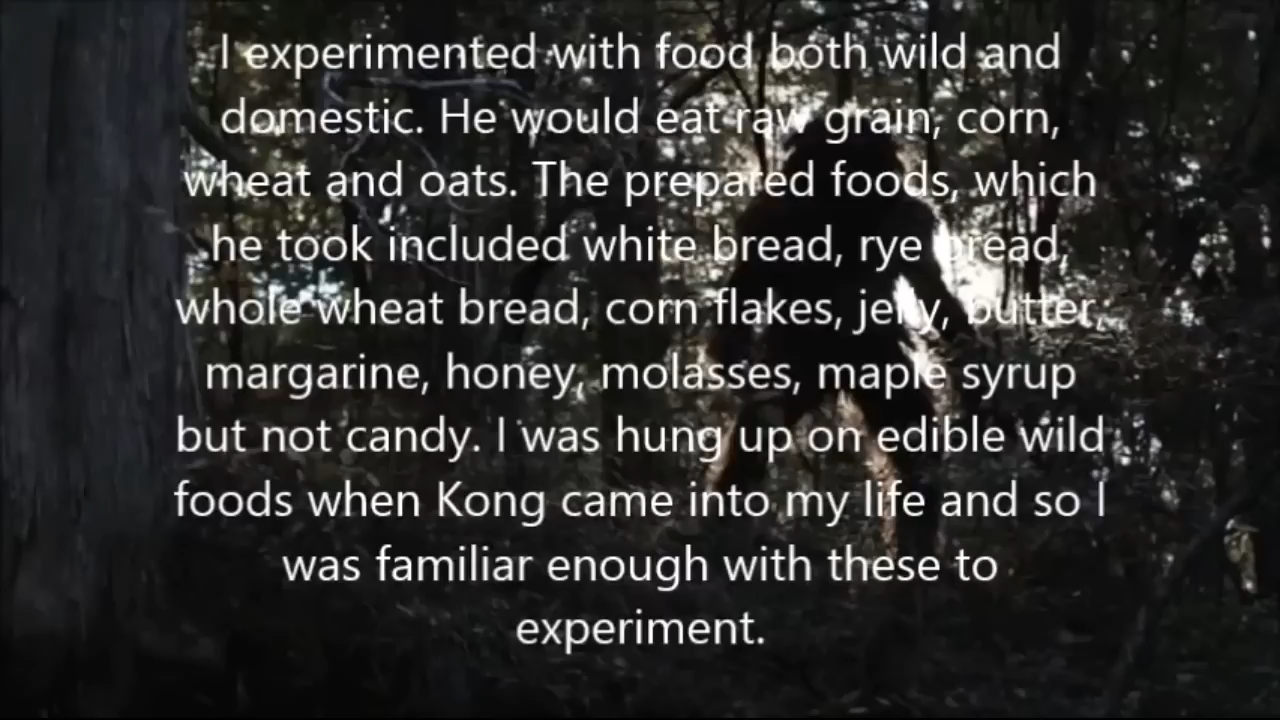 I experimented with food both wild and
domestic. He would eat raw grain, corn,
wheat and oats. The prepared foods, which
he took included white bread, rye bread,
whole wheat bread, corn flakes, jelly, butter,
margarine, honey, molasses, maple syrup
but not candy. I was hung up on edible wild
foods when Kong came into my life and so I
was familiar enough with these to
experiment.